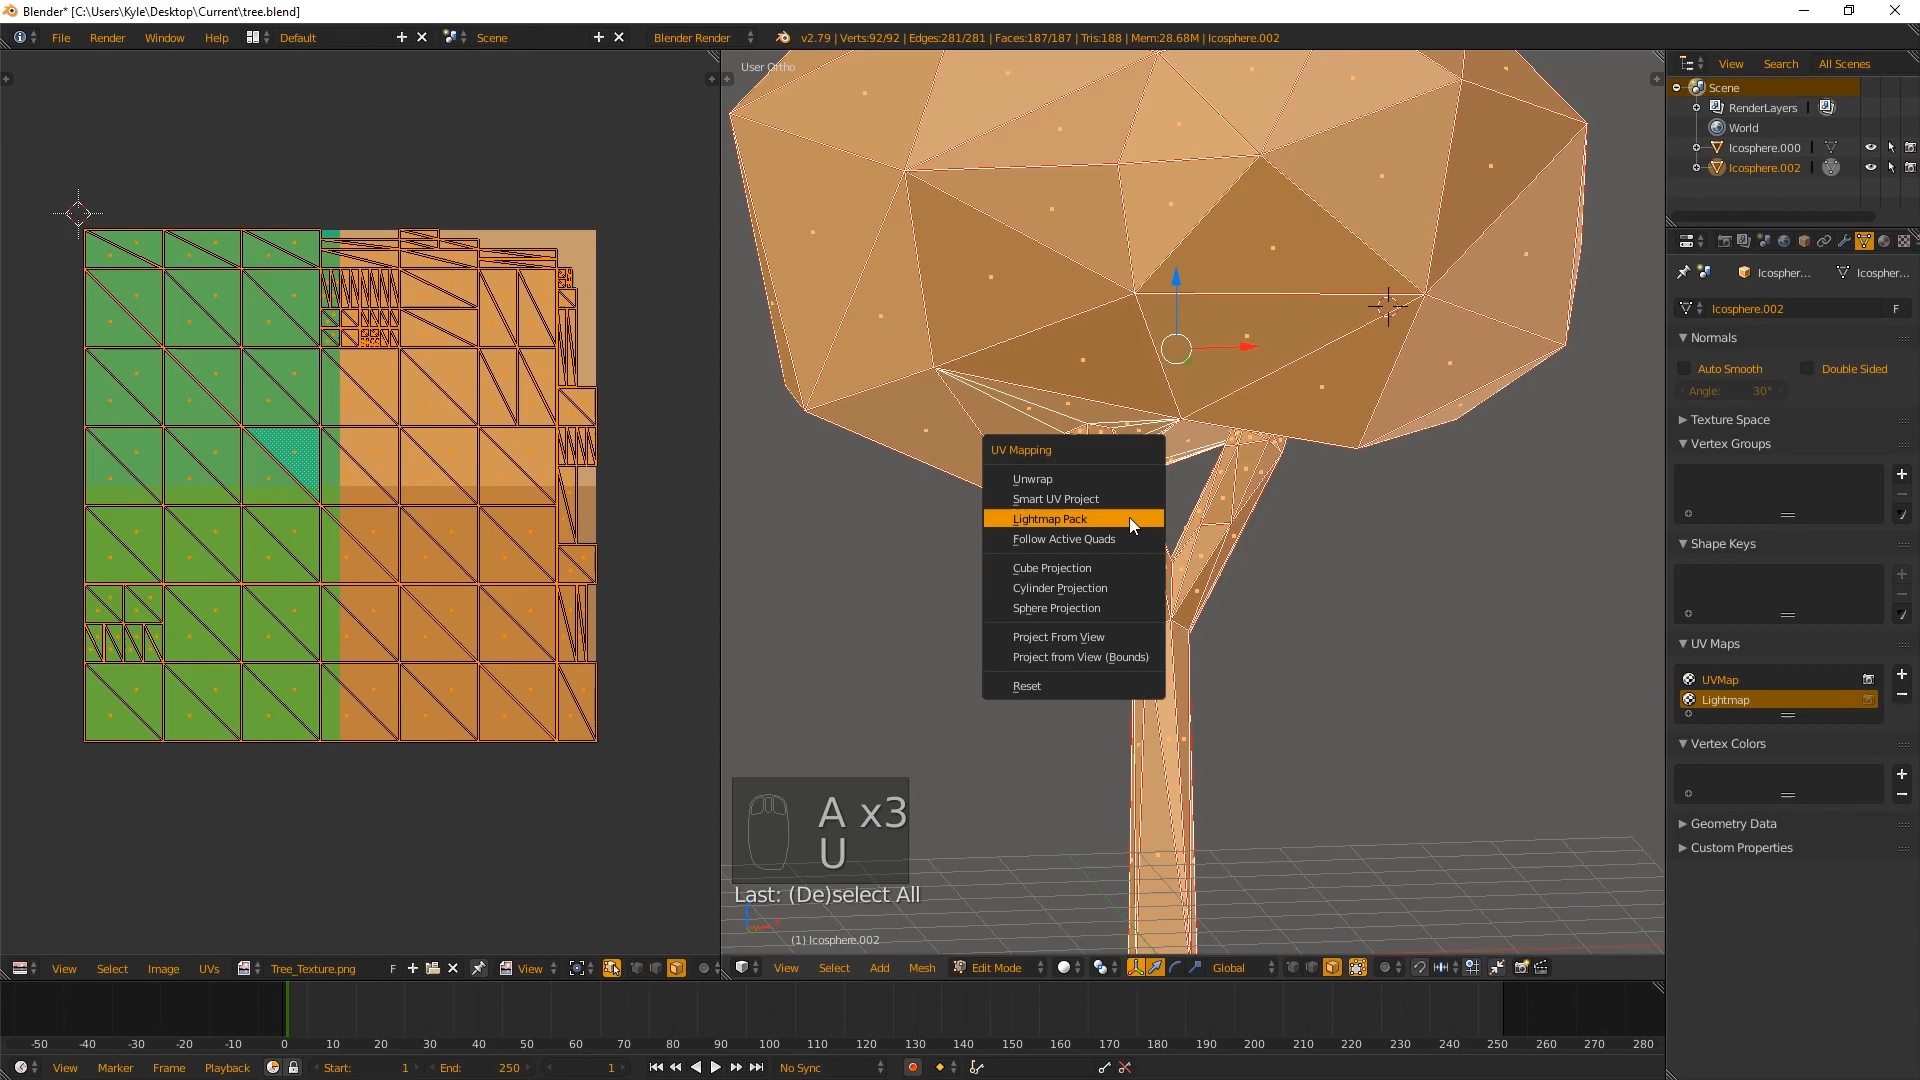 Blender* [C:\Users\Kyle\Desktop\Current\tree.blend]
File Render Window Help Default Scene Blender Render v2.79 | Verts:92/92 | Edges:281/281 | Faces:187/187 | Tris:188 | Mem:28.68M | Icosphere.002
User Ortho
View Search All Scenes
Scene
RenderLayers
World
Icosphere.000
Icosphere.002
Icospher... Icospher...
Icosphere.002 F
Normals
Auto Smooth Double Sided
Angle: 30°
Texture Space
Vertex Groups
Shape Keys
UV Maps
UVMap
Lightmap
Vertex Colors
Geometry Data
Custom Properties
UV Mapping
Unwrap
Smart UV Project
Lightmap Pack
Follow Active Quads
Cube Projection
Cylinder Projection
Sphere Projection
Project From View
Project from View (Bounds)
Reset
A x3
U
Last: (De)select All
(1) Icosphere.002
View Select Image UVs Tree_Texture.png F View
View Select Add Mesh Edit Mode Global
-50 -40 -30 -20 -10 0 10 20 30 40 50 60 70 80 90 100 110 120 130 140 150 160 170 180 190 200 210 220 230 240 250 260 270 280
View Marker Frame Playback Start: 1 End: 250 1 No Sync